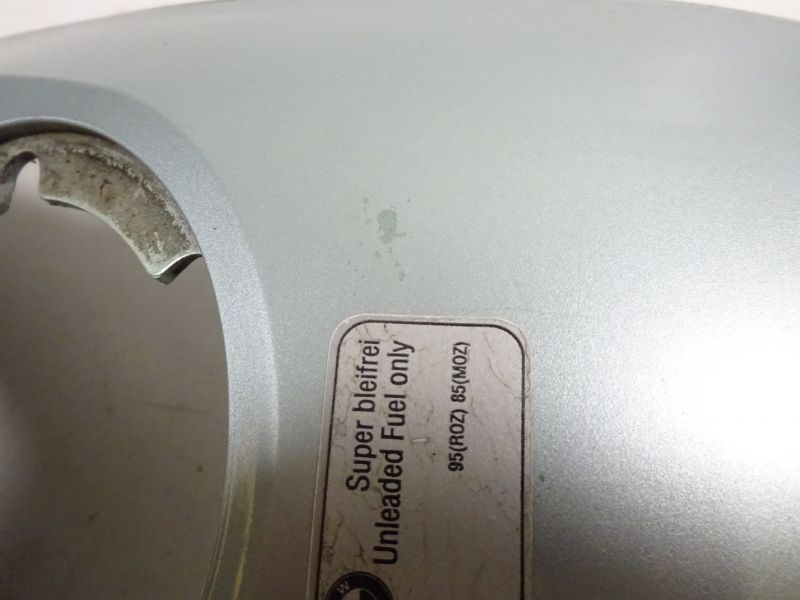 Super bleifrei
Unleaded Fuel only
95(ROZ) 85(MOZ)